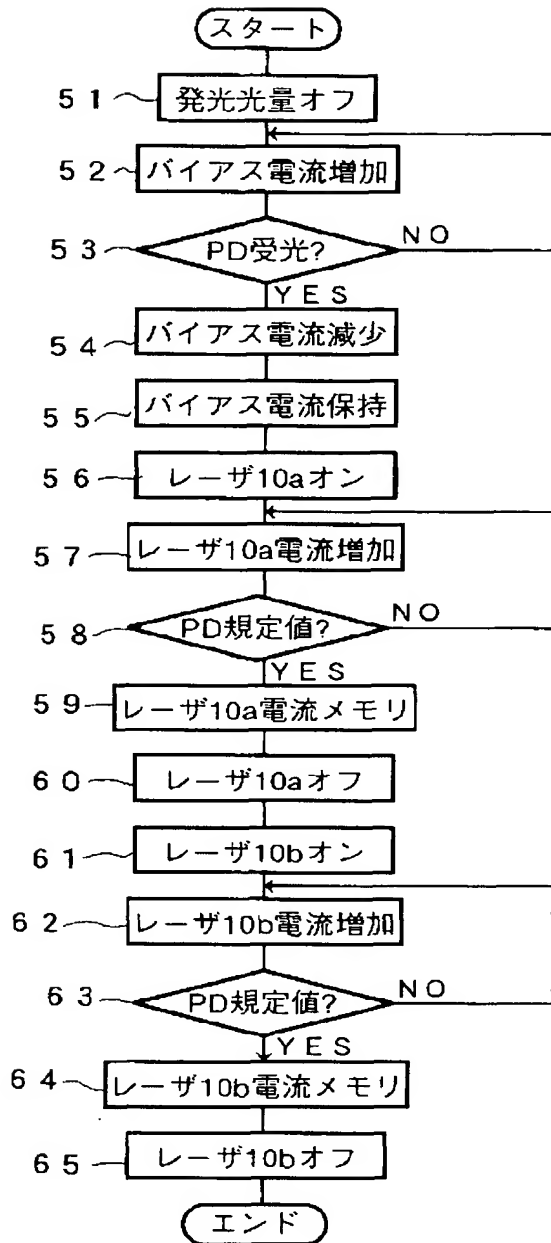 スタート
51 発光光量オフ
52 バイアス電流増加
53 PD受光? NO
YES
54 バイアス電流減少
55 バイアス電流保持
56 レーザ10aオン
57 レーザ10a電流増加
58 PD規定値? NO
YES
59 レーザ10a電流メモリ
60 レーザ10aオフ
61 レーザ10bオン
62 レーザ10b電流増加
63 PD規定値? NO
YES
64 レーザ10b電流メモリ
65 レーザ10bオフ
エンド